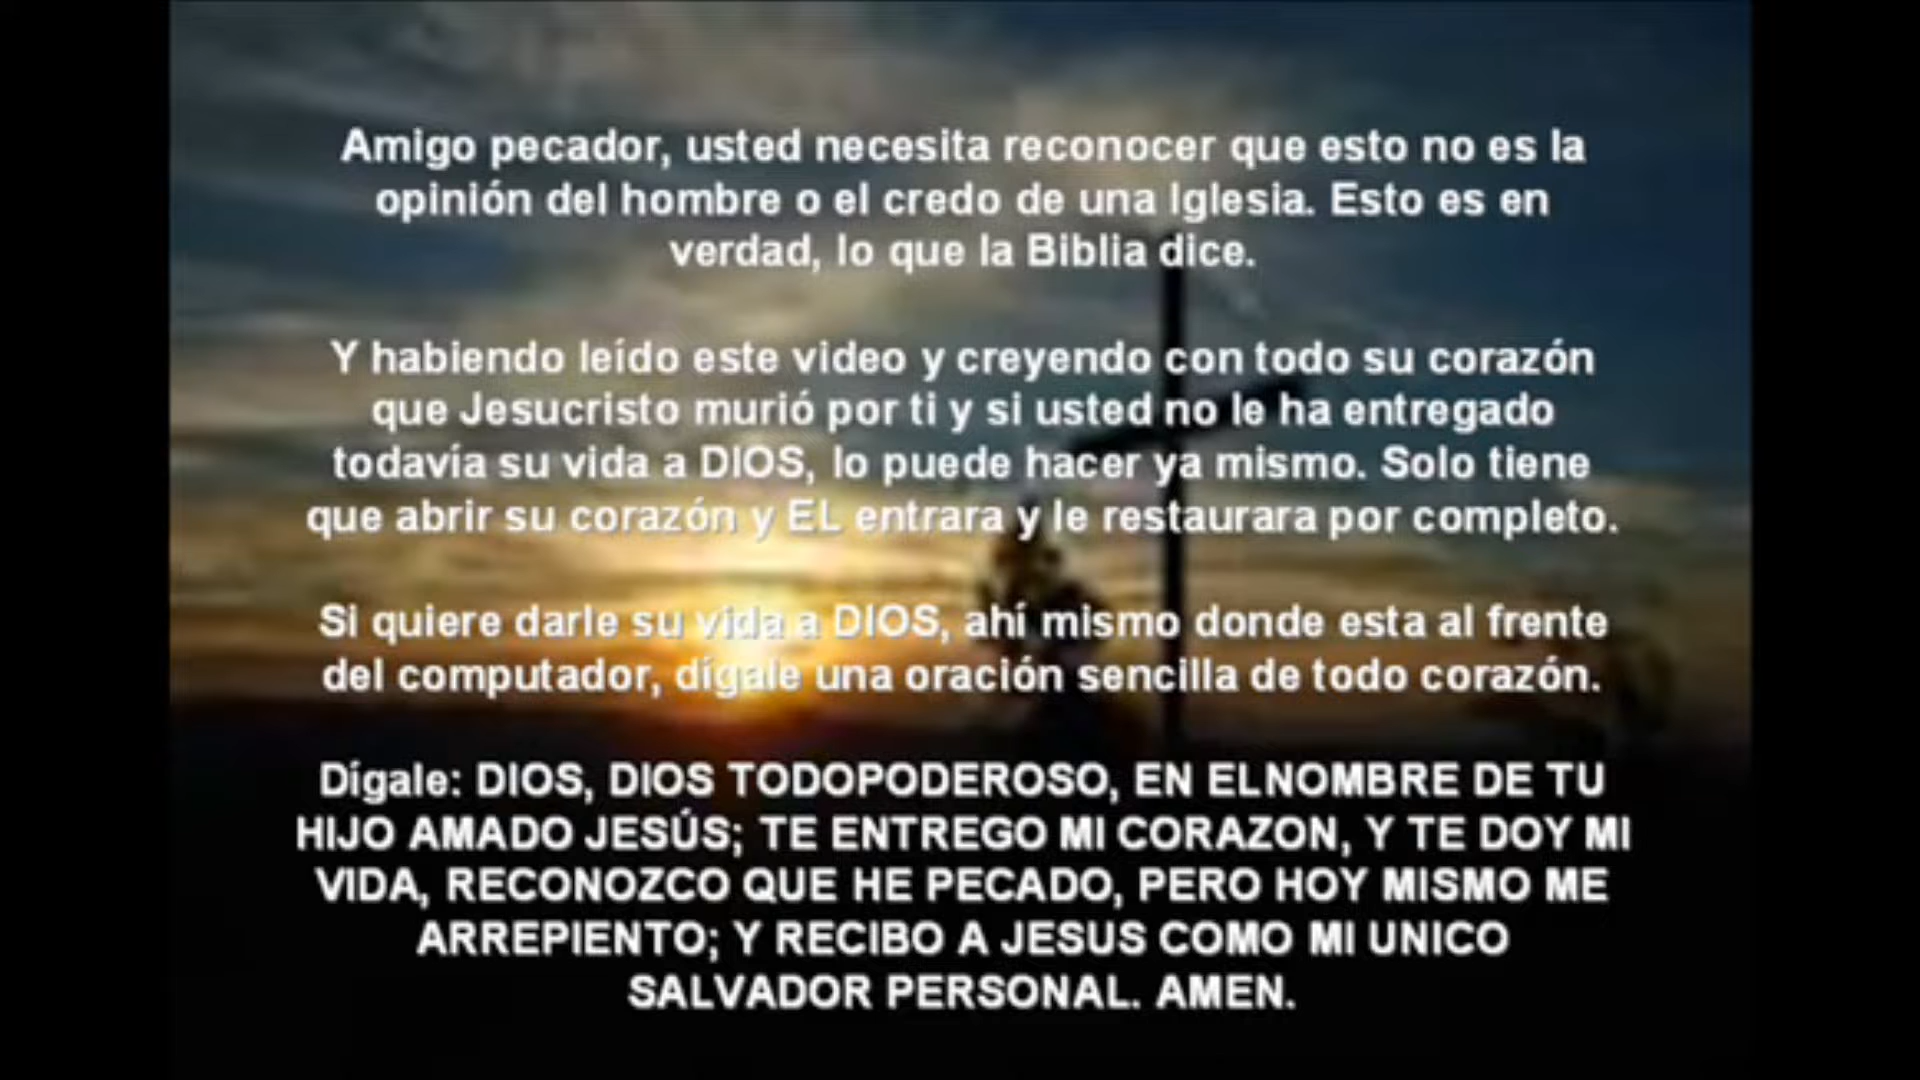 Amigo pecador, usted necesita reconocer que esto no es la
opinión del hombre o el credo de una Iglesia. Esto es en
verdad, lo que la Biblia dice.
Y habiendo leído este video y creyendo con todo su corazón
que Jesucristo murió por ti y si usted no le ha entregado
todavía su vida a DIOS, lo puede hacer ya mismo. Solo tiene
que abrir su corazón y EL entrara y le restaurara por completo.
Si quiere darle su vida a DIOS, ahí mismo donde esta al frente
del computador, dígale una oración sencilla de todo corazón.
Dígale: DIOS, DIOS TODOPODEROSO, EN ELNOMBRE DE TU
HIJO AMADO JESÚS; TE ENTREGO MI CORAZON, Y TE DOY MI
VIDA, RECONOZCO QUE HE PECADO, PERO HOY MISMO ME
ARREPIENTO; Y RECIBO A JESUS COMO MI UNICO
SALVADOR PERSONAL. AMEN.